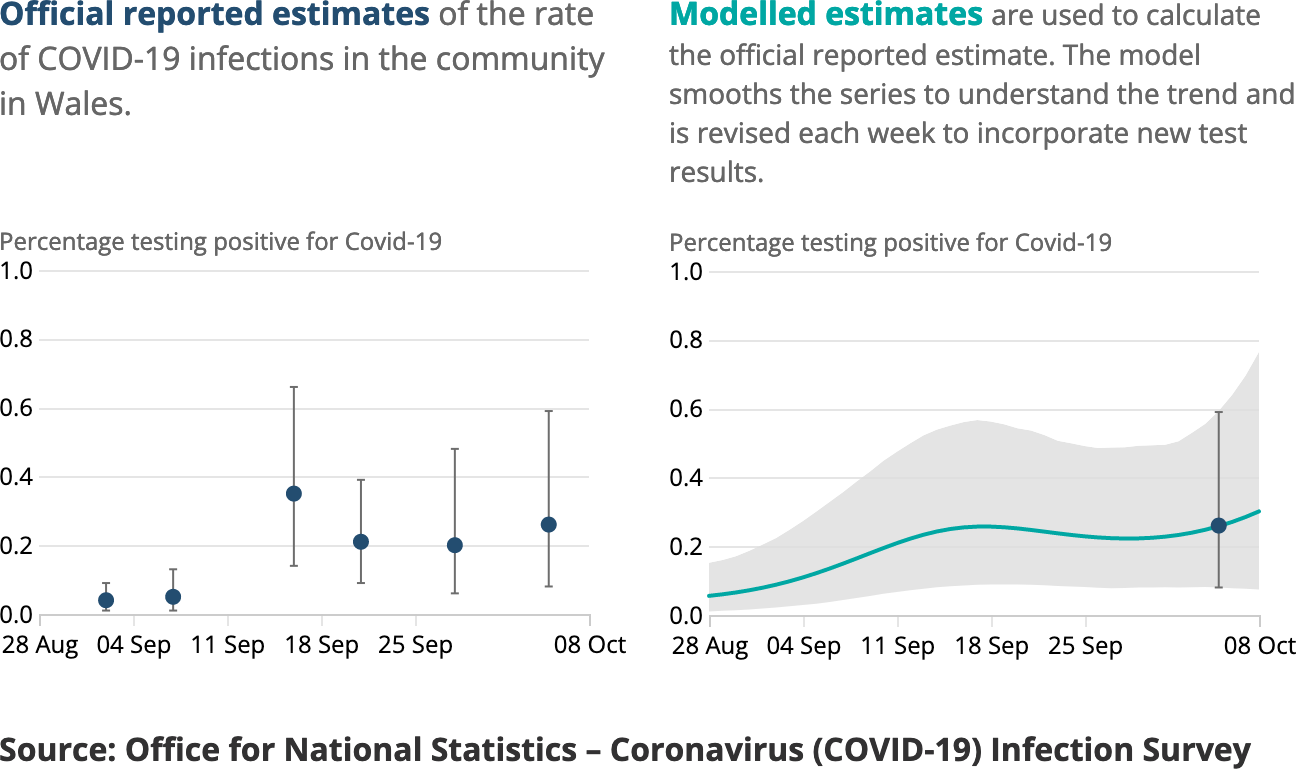 Official reported estimates of the rate
of COVID-19 infections in the community
in Wales.
Modelled estimates are used to calculate
the official reported estimate. The model
smooths the series to understand the trend and
is revised each week to incorporate new test
results.
Percentage testing positive for Covid-19
1.0
0.8
0.6
0.4
0.2
0.0
28 Aug 04 Sep 11 Sep 18 Sep 25 Sep 08 Oct
Percentage testing positive for Covid-19
1.0
0.8
0.6
0.4
0.2
0.0
28 Aug 04 Sep 11 Sep 18 Sep 25 Sep 08 Oct
Source: Office for National Statistics – Coronavirus (COVID-19) Infection Survey